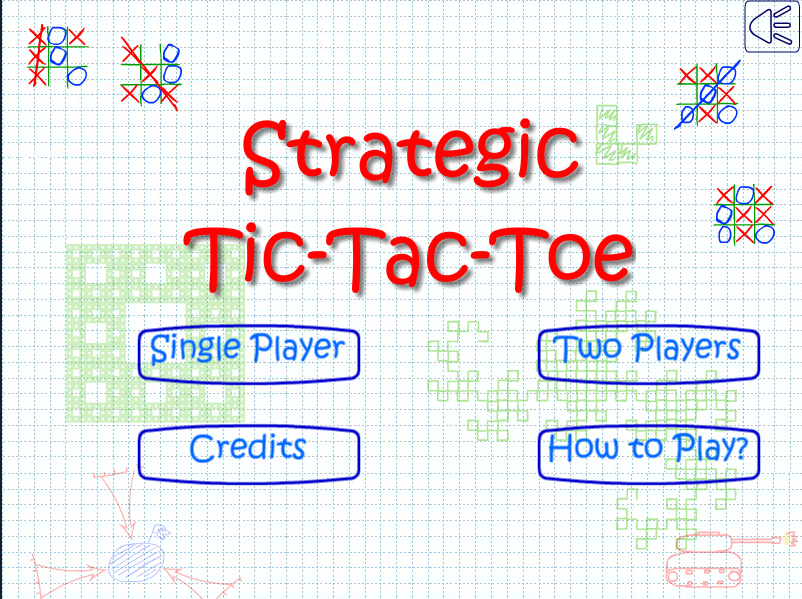 Strategic
Tic-Tac-Toe
Single Player
Two Players
Credits
How to Play?